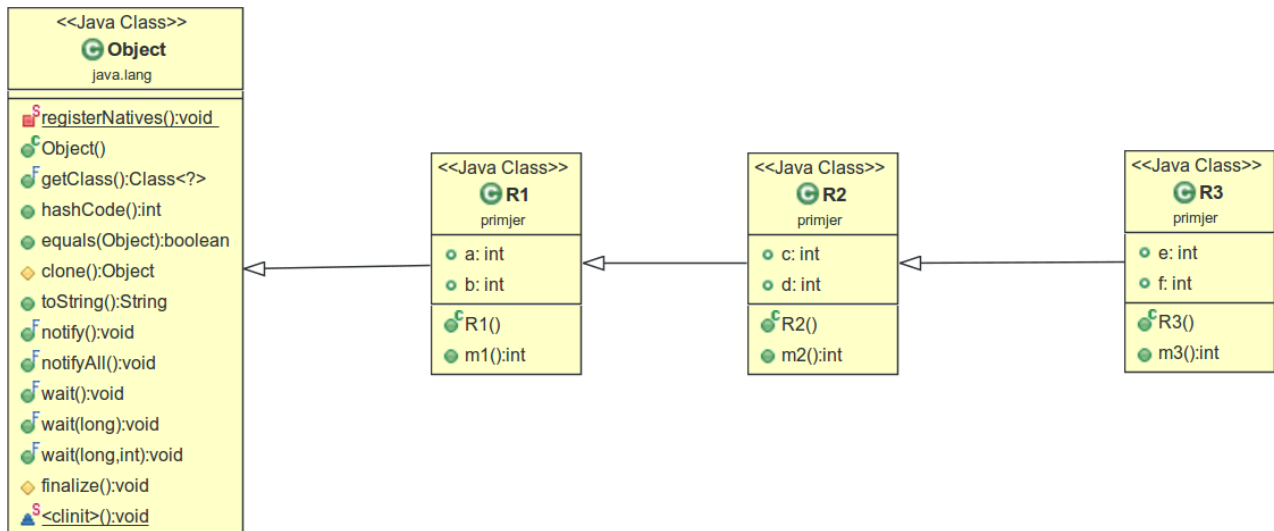 <<Java Class>>
C Object
java.lang
S registerNatives():void
C Object()
F getClass():Class<?>
hashCode():int
equals(Object):boolean
clone():Object
toString():String
F notify():void
F notifyAll():void
F wait():void
F wait(long):void
F wait(long,int):void
finalize():void
S <clinit>():void
<<Java Class>>
C R1
primjer
a: int
b: int
C R1()
m1():int
<<Java Class>>
C R2
primjer
c: int
d: int
C R2()
m2():int
<<Java Class>>
C R3
primjer
e: int
f: int
C R3()
m3():int